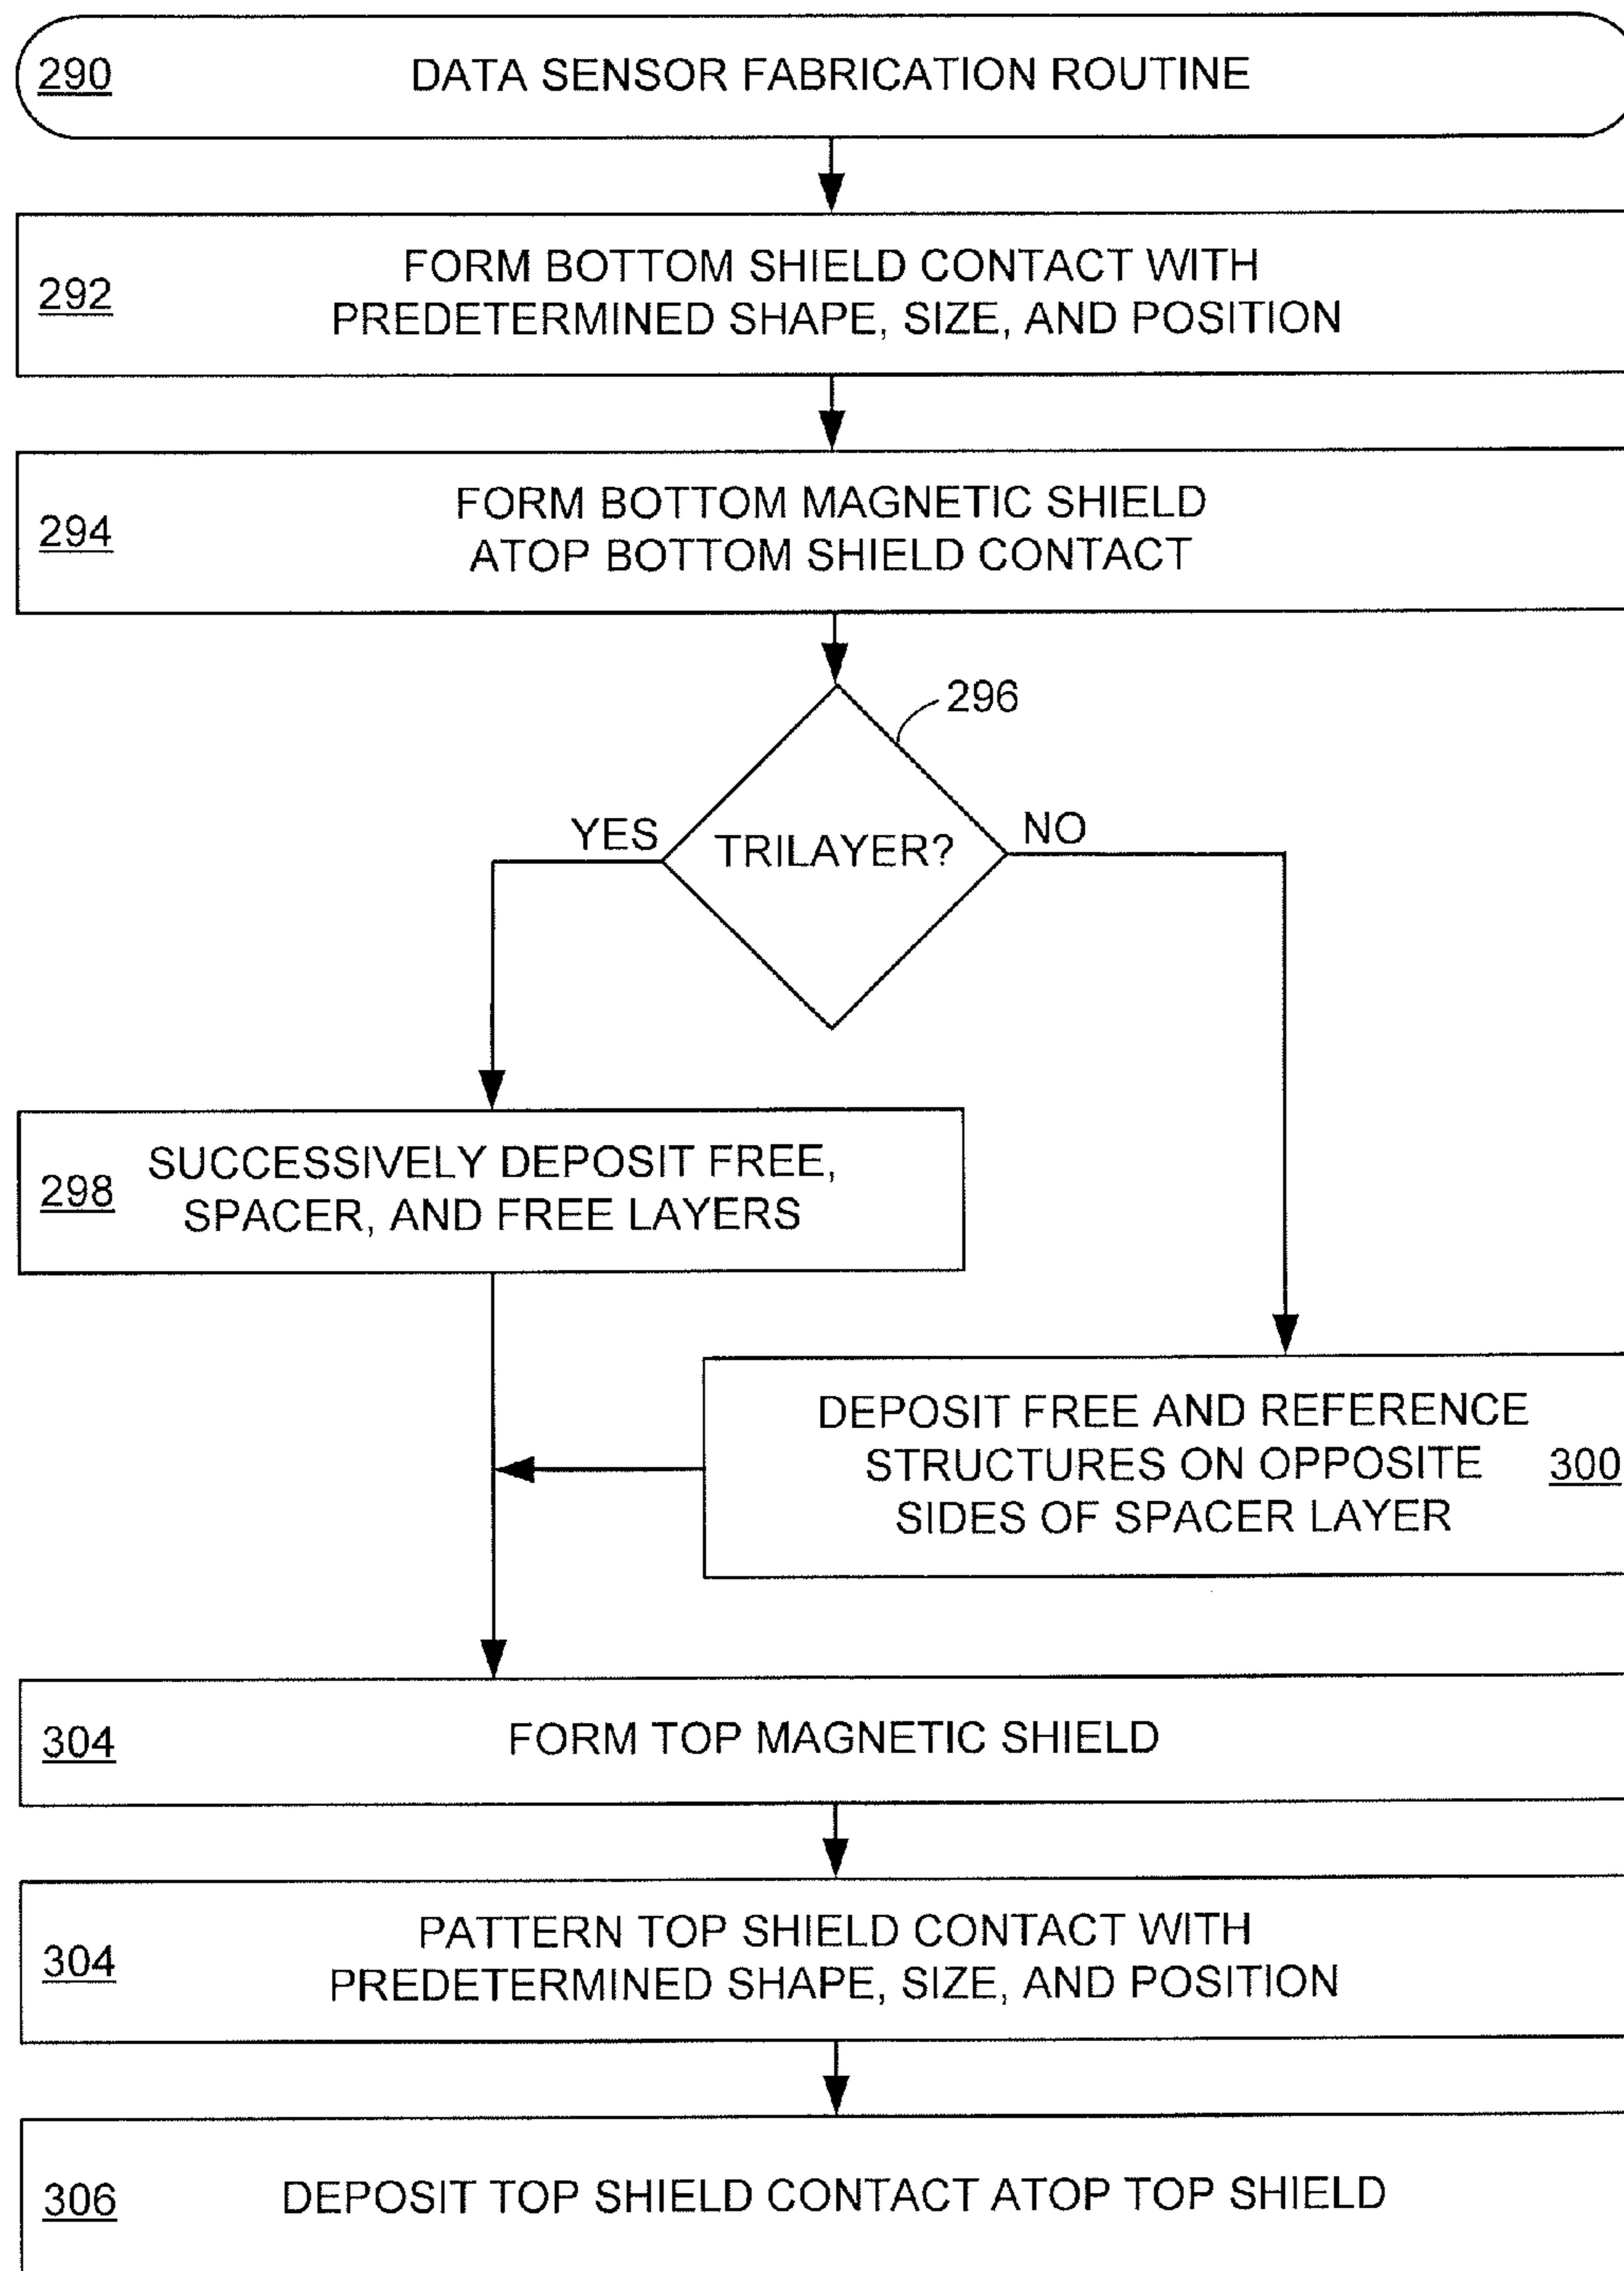 290 DATA SENSOR FABRICATION ROUTINE
292
FORM BOTTOM SHIELD CONTACT WITH
PREDETERMINED SHAPE, SIZE, AND POSITION
294
FORM BOTTOM MAGNETIC SHIELD
ATOP BOTTOM SHIELD CONTACT
296
YES
TRILAYER?
NO
298
SUCCESSIVELY DEPOSIT FREE,
SPACER, AND FREE LAYERS
DEPOSIT FREE AND REFERENCE
STRUCTURES ON OPPOSITE
SIDES OF SPACER LAYER
300
304 FORM TOP MAGNETIC SHIELD
304
PATTERN TOP SHIELD CONTACT WITH
PREDETERMINED SHAPE, SIZE, AND POSITION
306 DEPOSIT TOP SHIELD CONTACT ATOP TOP SHIELD